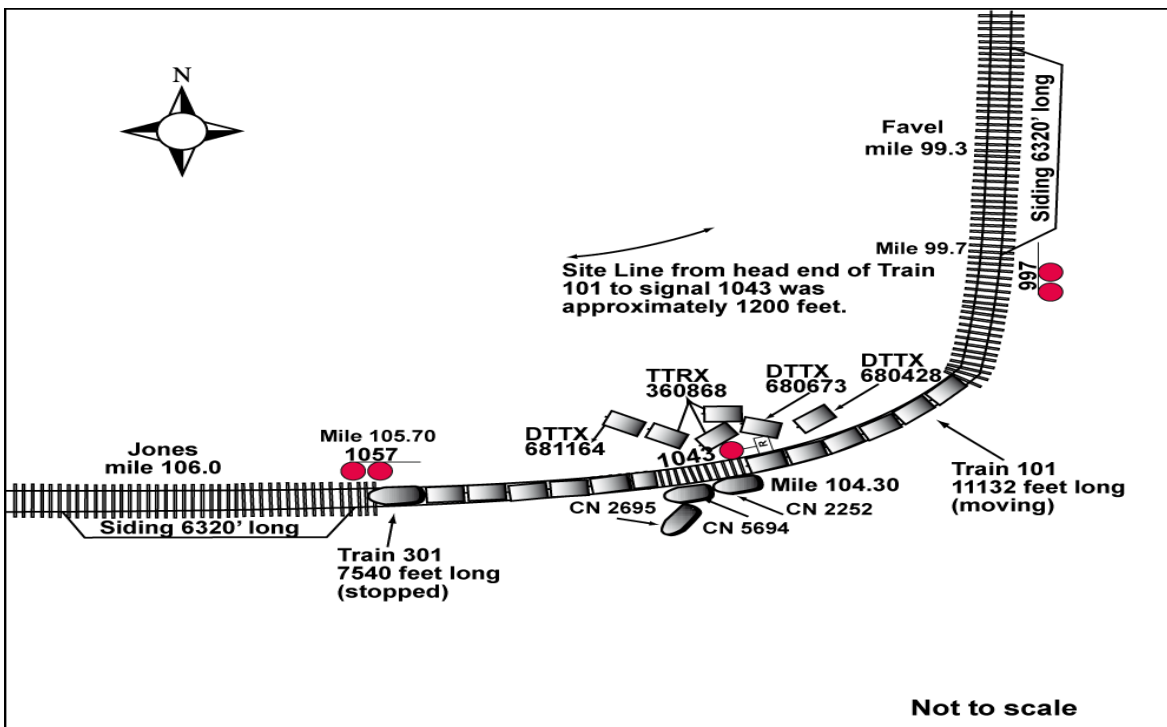 N
Favel
mile 99.3
Siding 6320' long
Mile 99.7
997
Site Line from head end of Train
101 to signal 1043 was
approximately 1200 feet.
TTRX
360868
DTTX
680673
DTTX
680428
DTTX
681164
1043
R
Jones
mile 106.0
Mile 105.70
1057
Siding 6320' long
Train 301
7540 feet long
(stopped)
CN 2695
CN 5694
CN 2252
Mile 104.30
Train 101
11132 feet long
(moving)
Not to scale